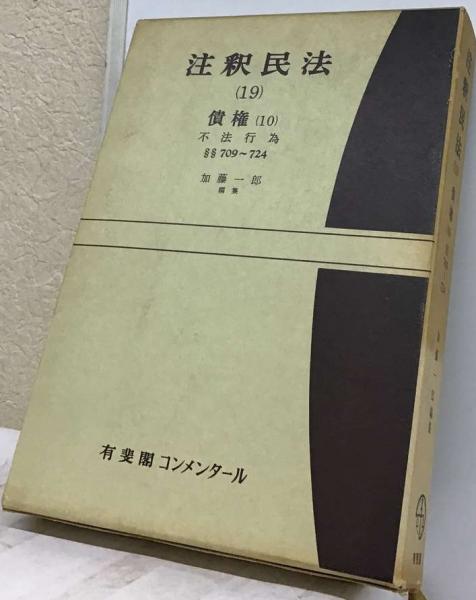 注釈民法
(19)
債権(10)
不法行為
§§709~724
加藤一郎
編集
有斐閣コンメンタール